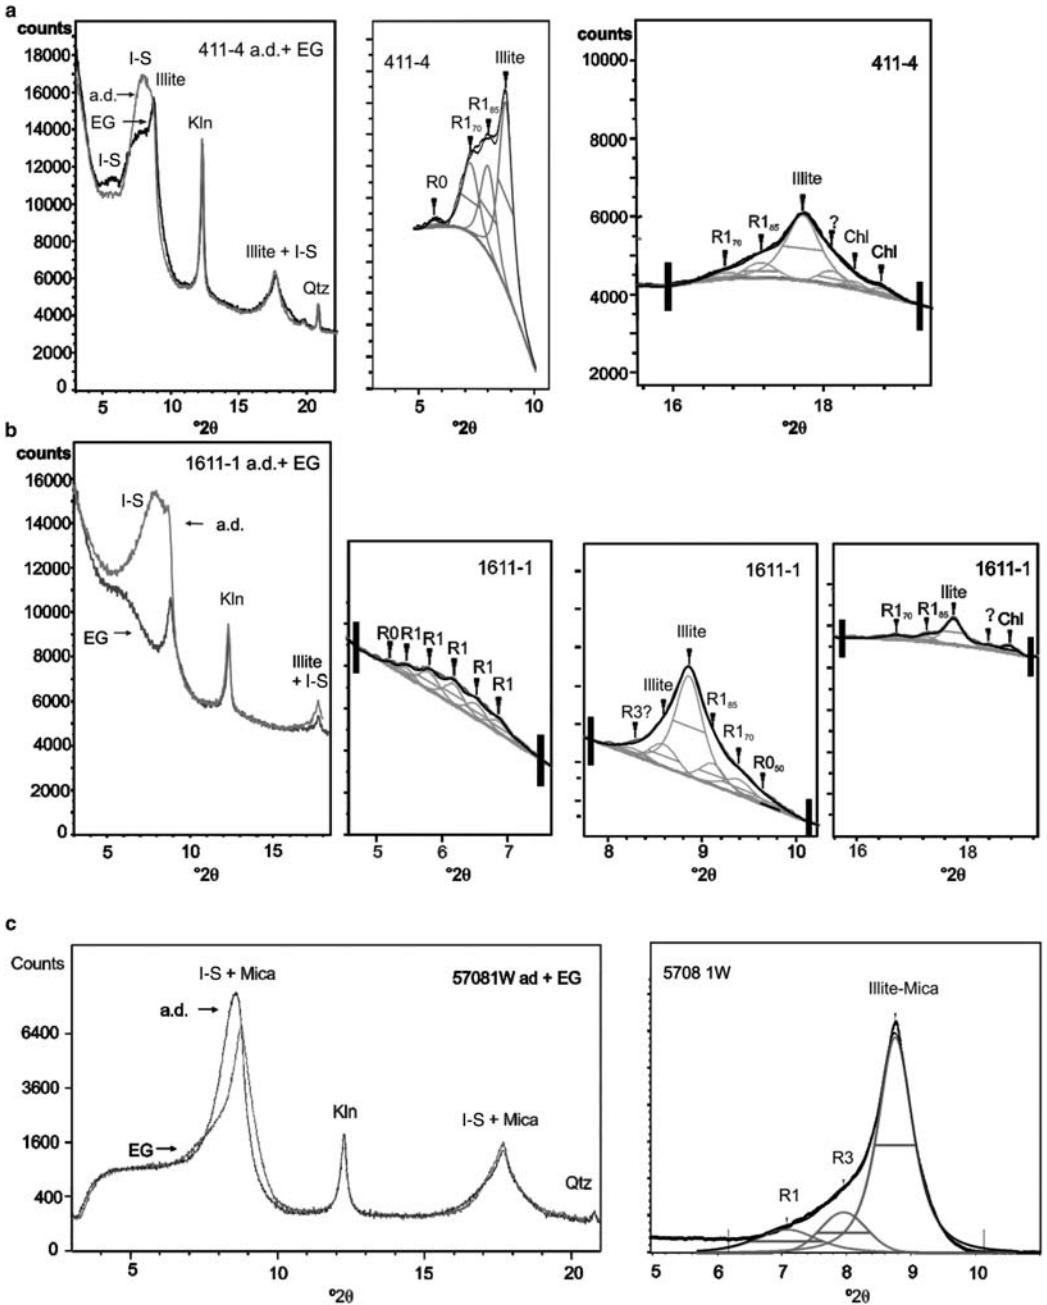 a
counts
18000
16000
14000
12000
10000
8000
6000
4000
2000
0
411-4 a.d.+ EG
I-S
Illite
a.d.
EG
I-S
Kln
Illite + I-S
Qtz
5 10 15 20
°2θ
411-4
Illite
R1₈₅
R1₇₀
R0
5 10
°2θ
counts
10000
8000
6000
4000
2000
411-4
Illite
R1₇₀
R1₈₅
?
Chl
Chl
16 18
°2θ
b
counts
16000
14000
12000
10000
8000
6000
4000
2000
0
1611-1 a.d.+ EG
I-S
a.d.
EG
Kln
Illite
+ I-S
5 10 15
°2θ
1611-1
R0 R1 R1 R1 R1 R1
5 6 7
°2θ
1611-1
Illite
Illite
R3?
R1₈₅
R1₇₀
R0₅₀
8 9 10
°2θ
1611-1
R1₇₀ R1₈₅ Ilite ? Chl
16 18
°2θ
c
Counts
6400
3600
1600
400
0
I-S + Mica
57081W ad + EG
a.d.
EG
Kln
I-S + Mica
Qtz
5 10 15 20
°2θ
5708 1W
Illite-Mica
R3
R1
5 6 7 8 9 10
°2θ